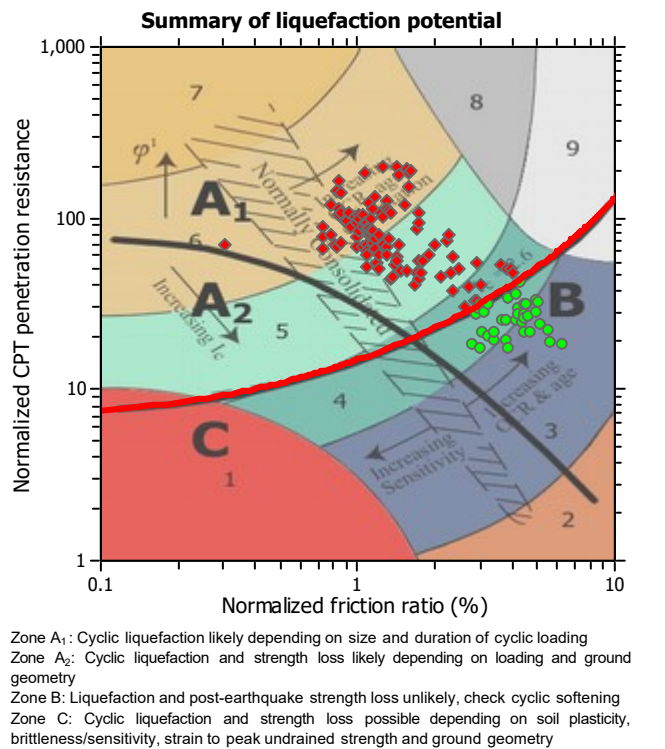 Summary of liquefaction potential
1,000
100
10
1
Normalized CPT penetration resistance
7
8
9
φ'
A1
6
A2
Increasing Ic
Normally Consolidated
Increasing
5
B
4
C
1
Increasing
OCR & age
3
Increasing
Sensitivity
2
0.1
1
10
Normalized friction ratio (%)
Zone A1: Cyclic liquefaction likely depending on size and duration of cyclic loading
Zone A2: Cyclic liquefaction and strength loss likely depending on loading and ground
geometry
Zone B: Liquefaction and post-earthquake strength loss unlikely, check cyclic softening
Zone C: Cyclic liquefaction and strength loss possible depending on soil plasticity,
brittleness/sensitivity, strain to peak undrained strength and ground geometry